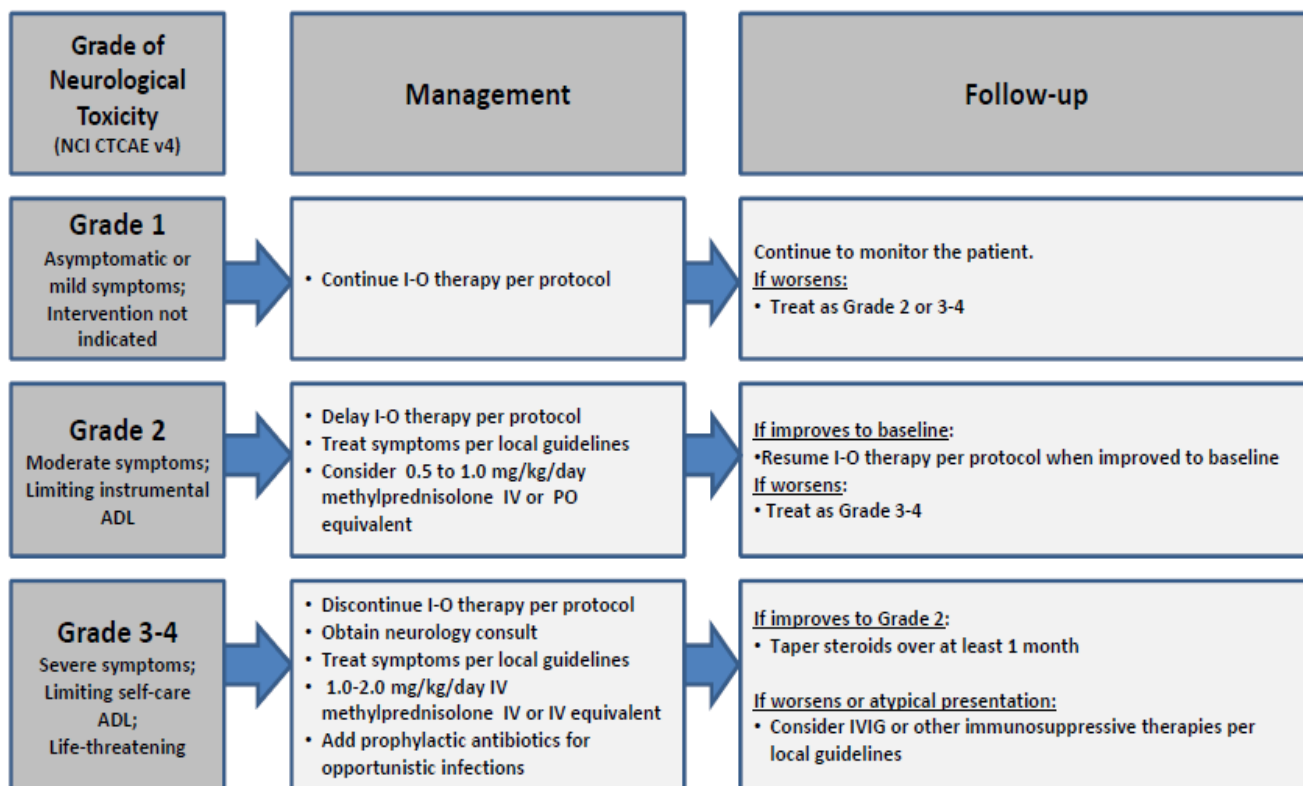 Grade of
Neurological
Toxicity
(NCI CTCAE v4)
Management
Follow-up
Grade 1
Asymptomatic or
mild symptoms;
Intervention not
indicated
• Continue I-O therapy per protocol
Continue to monitor the patient.
If worsens:
• Treat as Grade 2 or 3-4
Grade 2
Moderate symptoms;
Limiting instrumental
ADL
• Delay I-O therapy per protocol
• Treat symptoms per local guidelines
• Consider 0.5 to 1.0 mg/kg/day
methylprednisolone IV or PO
equivalent
If improves to baseline:
•Resume I-O therapy per protocol when improved to baseline
If worsens:
• Treat as Grade 3-4
Grade 3-4
Severe symptoms;
Limiting self-care
ADL;
Life-threatening
• Discontinue I-O therapy per protocol
• Obtain neurology consult
• Treat symptoms per local guidelines
• 1.0-2.0 mg/kg/day IV
methylprednisolone IV or IV equivalent
• Add prophylactic antibiotics for
opportunistic infections
If improves to Grade 2:
• Taper steroids over at least 1 month
If worsens or atypical presentation:
• Consider IVIG or other immunosuppressive therapies per
local guidelines